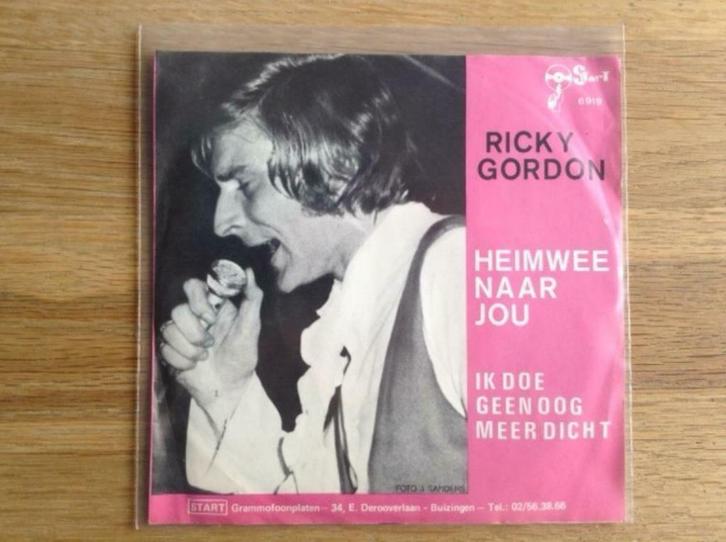 Start
6919
RICKY
GORDON
HEIMWEE
NAAR
JOU
IK DOE
GEEN OOG
MEER DICHT
FOTO J. SANDERS
START Grammofoonplaten - 34, E. Derooverlaan - Buizingen - Tel.: 02/56.38.66